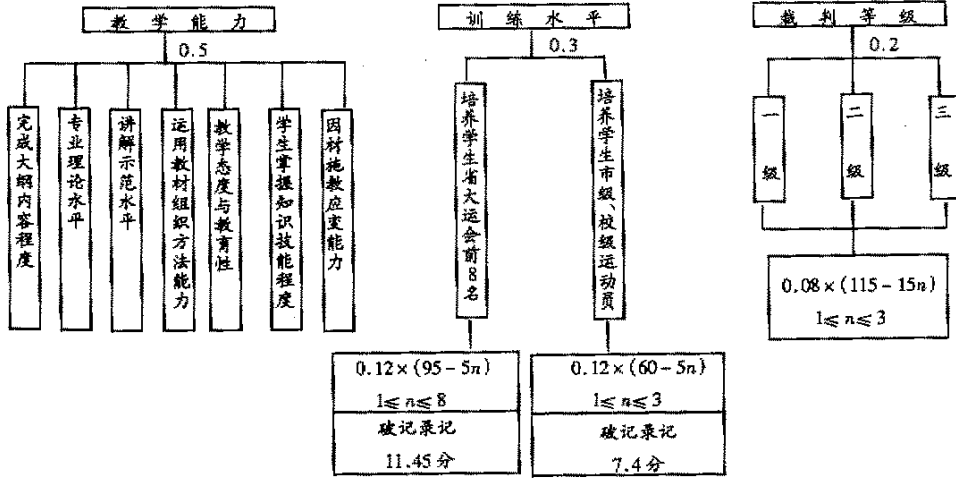 教学能力
0.5
完成大纲内容程度
专业理论水平
讲解示范水平
运用教材组织方法能力
教学态度与教育性
学生掌握知识技能程度
因材施教应变能力
训练水平
0.3
培养学生省大运会前8名
培养学生市级、校级运动员
0.12×(95-5n)
1≤n≤8
破记录记
11.45分
0.12×(60-5n)
1≤n≤3
破记录记
7.4分
裁判等级
0.2
一级
二级
三级
0.08×(115-15n)
1≤n≤3